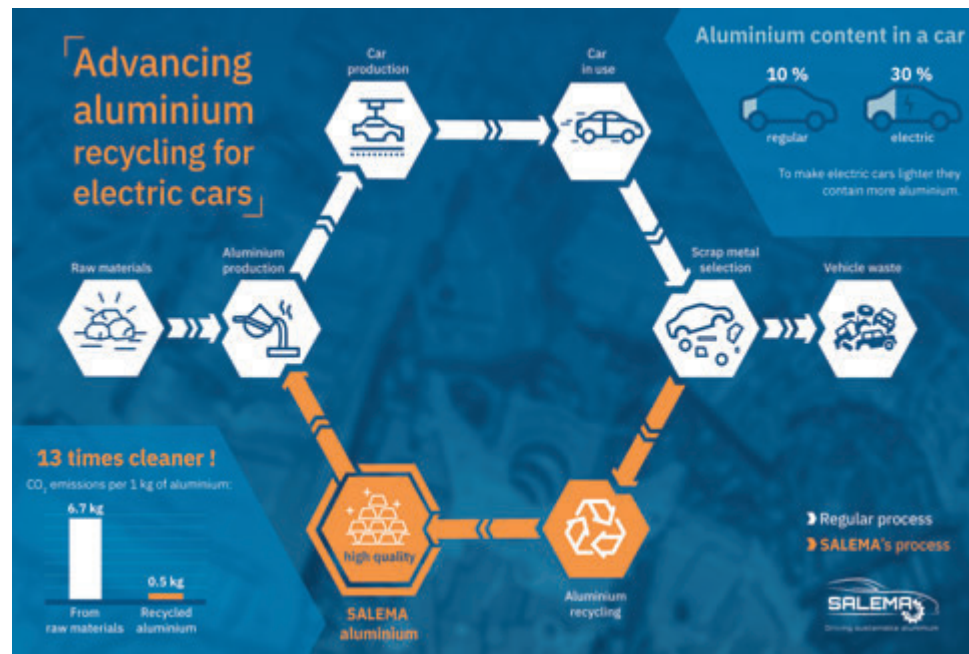 Advancing
aluminium
recycling for
electric cars
Car
production
Car
in use
Aluminium content in a car
10 %
30 %
regular
electric
To make electric cars lighter they
contain more aluminium.
Raw materials
Aluminium
production
Scrap metal
selection
Vehicle waste
13 times cleaner !
CO₂ emissions per 1 kg of aluminium:
6.7 kg
0.5 kg
From
raw materials
Recycled
aluminium
high quality
SALEMA
aluminium
Aluminium
recycling
Regular process
SALEMA's process
SALEMA
Driving sustainable aluminium